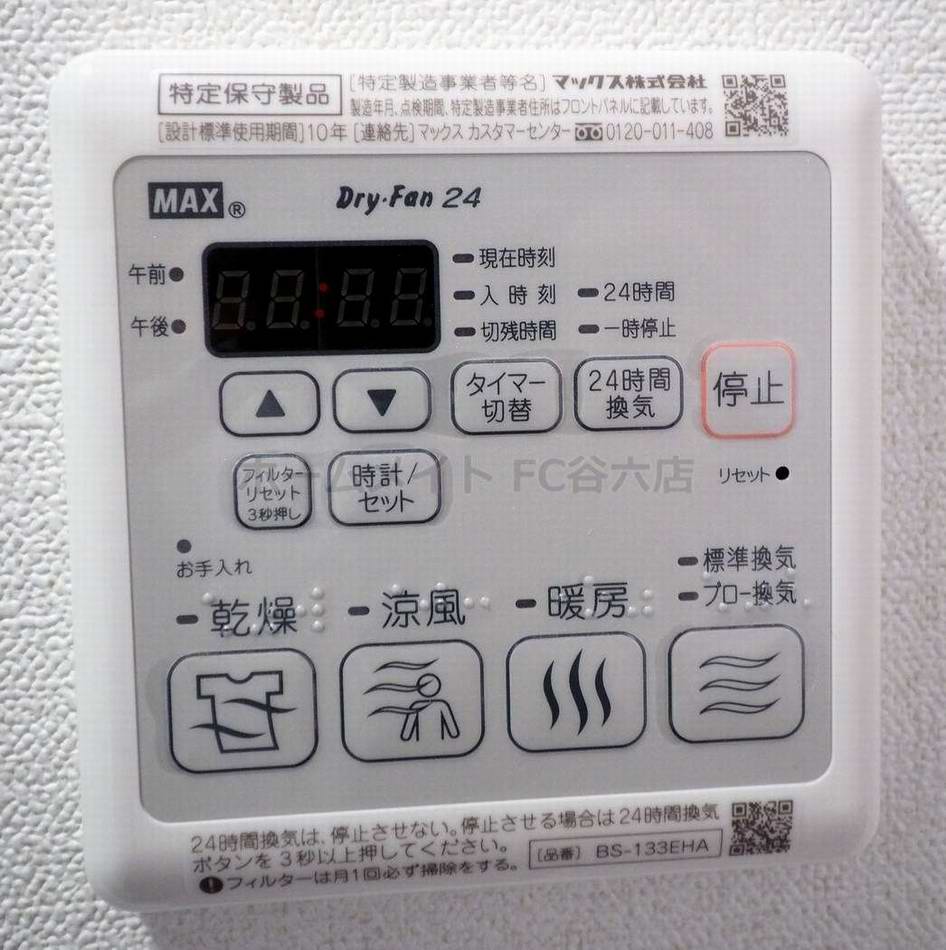 特定保守製品 [特定製造事業者等名] マックス株式会社
製造年月、点検期間、特定製造事業者住所はフロントパネルに記載しています。
[設計標準使用期間] 10年 [連絡先] マックス カスタマーセンター 0120-011-408
MAX® Dry・Fan 24
午前
午後
現在時刻
入時刻 24時間
切残時間 一時停止
▲ ▼
タイマー
切替
24時間
換気
停止
フィルター
リセット
3秒押し
時計/
セット
リセット
ホームメイト FC谷六店
お手入れ
標準換気
ブロー換気
乾燥 涼風 暖房
24時間換気は、停止させない。停止させる場合は24時間換気
ボタンを3秒以上押してください。
[品番] BS-133EHA
フィルターは月1回必ず掃除をする。